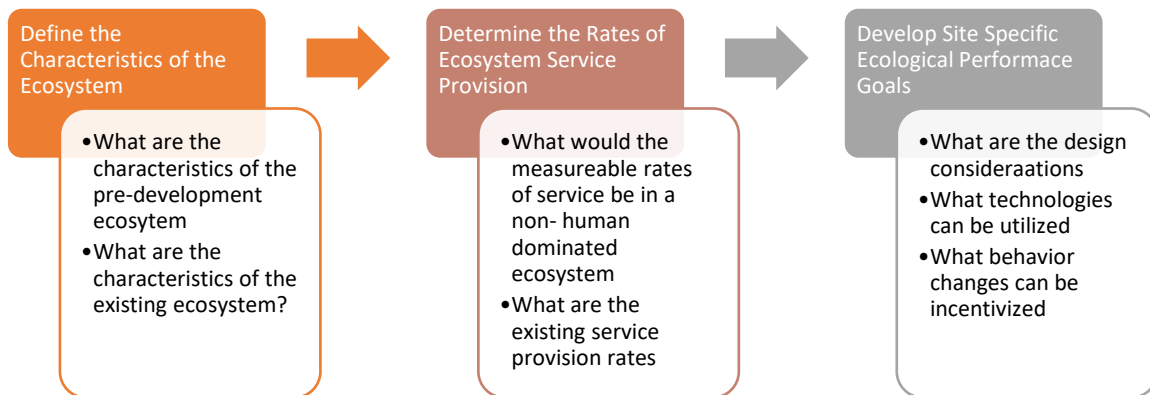 Define the
Characteristics of the
Ecosystem
•What are the
characteristics of the
pre-development
ecosytem
•What are the
characteristics of the
existing ecosystem?
Determine the Rates of
Ecosystem Service
Provision
•What would the
measureable rates
of service be in a
non- human
dominated
ecosystem
•What are the
existing service
provision rates
Develop Site Specific
Ecological Performace
Goals
•What are the design
consideraations
•What technologies
can be utilized
•What behavior
changes can be
incentivized